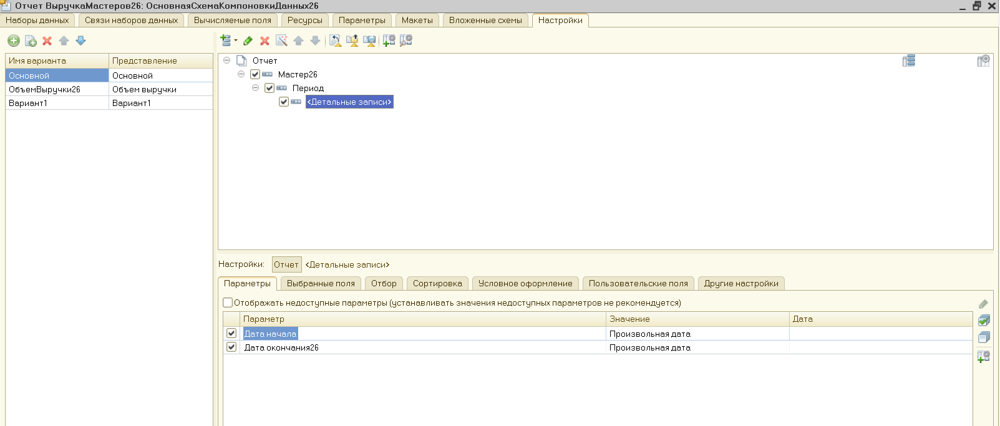 Отчет ВыручкаМастеров26: ОсновнаяСхемаКомпоновкиДанных26
Наборы данных Связи наборов данных Вычисляемые поля Ресурсы Параметры Макеты Вложенные схемы Настройки
Имя варианта Представление
Основной Основной
ОбъемВыручки26 Объем выручки
Вариант1 Вариант1
Отчет
Мастер26
Период
<Детальные записи>
Настройки: Отчет <Детальные записи>
Параметры Выбранные поля Отбор Сортировка Условное оформление Пользовательские поля Другие настройки
Отображать недоступные параметры (устанавливать значения недоступных параметров не рекомендуется)
Параметр Значение Дата
Дата начала Произвольная дата
Дата окончания26 Произвольная дата